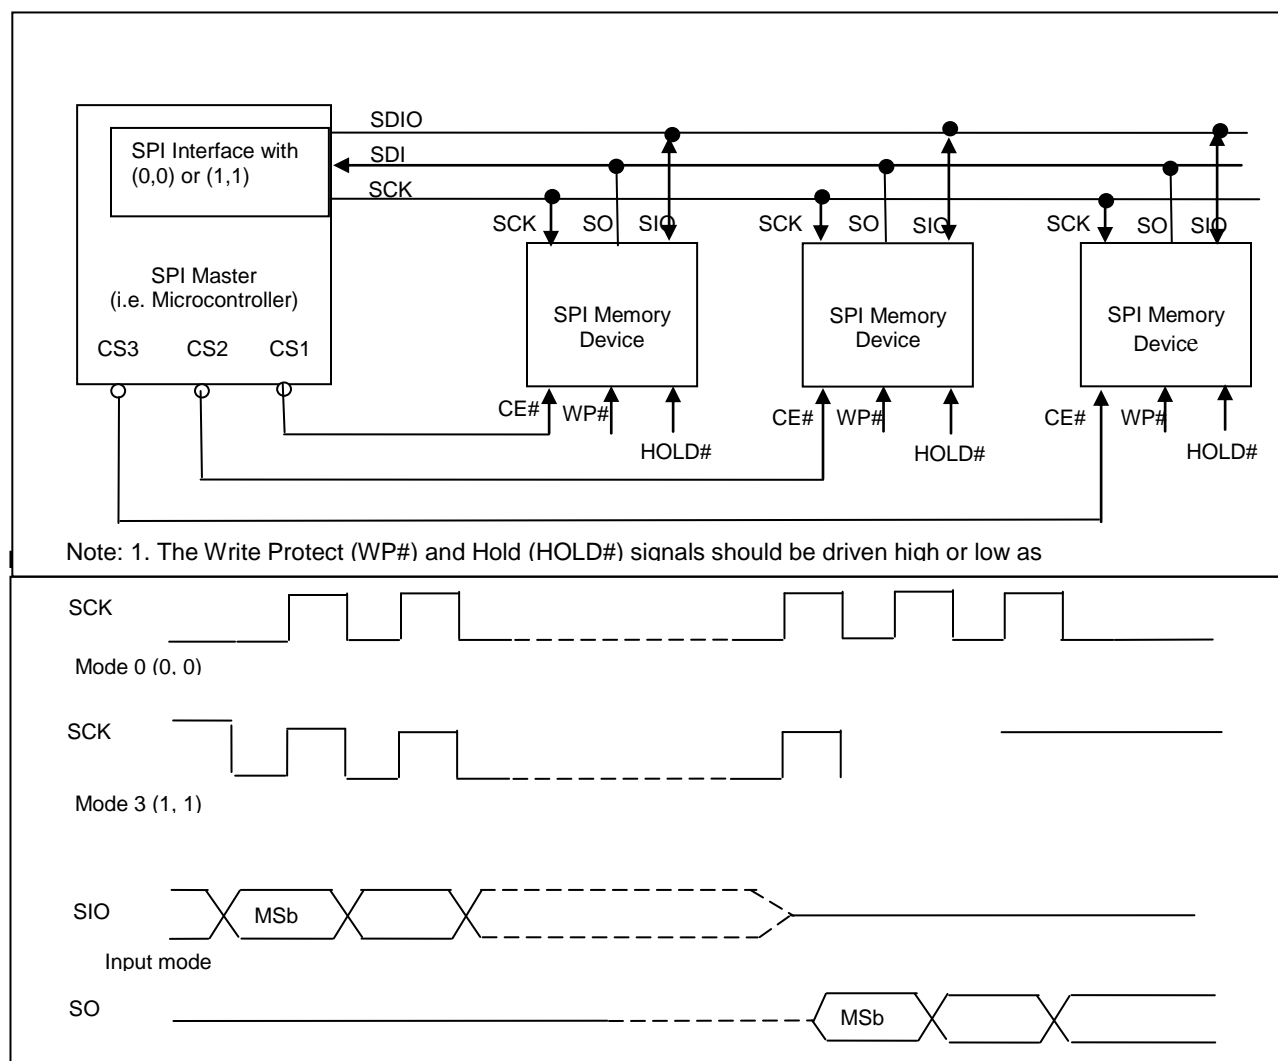 SDIO
SPI Interface with
(0,0) or (1,1)
SDI
SCK
SCK SO SIO SCK SO SIO SCK SO SIO
SPI Master
(i.e. Microcontroller)
SPI Memory
Device
SPI Memory
Device
SPI Memory
Device
CS3 CS2 CS1
CE# WP# CE# WP# CE# WP#
HOLD# HOLD# HOLD#
Note: 1. The Write Protect (WP#) and Hold (HOLD#) signals should be driven high or low as
SCK
Mode 0 (0, 0)
SCK
Mode 3 (1, 1)
SIO MSb
Input mode
SO MSb